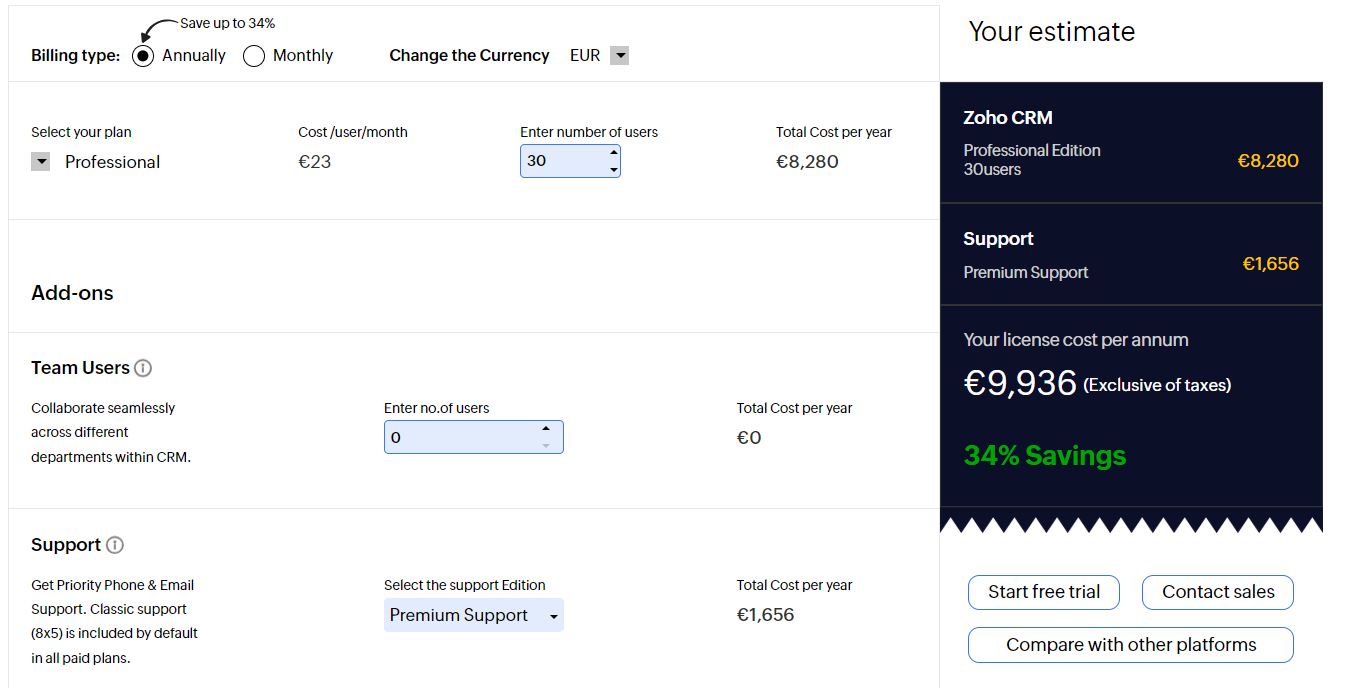 Save up to 34%
Billing type: Annually Monthly Change the Currency EUR
Select your plan
Professional
Cost /user/month
€23
Enter number of users
30
Total Cost per year
€8,280
Add-ons
Team Users
Collaborate seamlessly
across different
departments within CRM.
Enter no.of users
0
Total Cost per year
€0
Support
Get Priority Phone & Email
Support. Classic support
(8x5) is included by default
in all paid plans.
Select the support Edition
Premium Support
Total Cost per year
€1,656
Your estimate
Zoho CRM
Professional Edition
30users
€8,280
Support
Premium Support
€1,656
Your license cost per annum
€9,936 (Exclusive of taxes)
34% Savings
Start free trial
Contact sales
Compare with other platforms